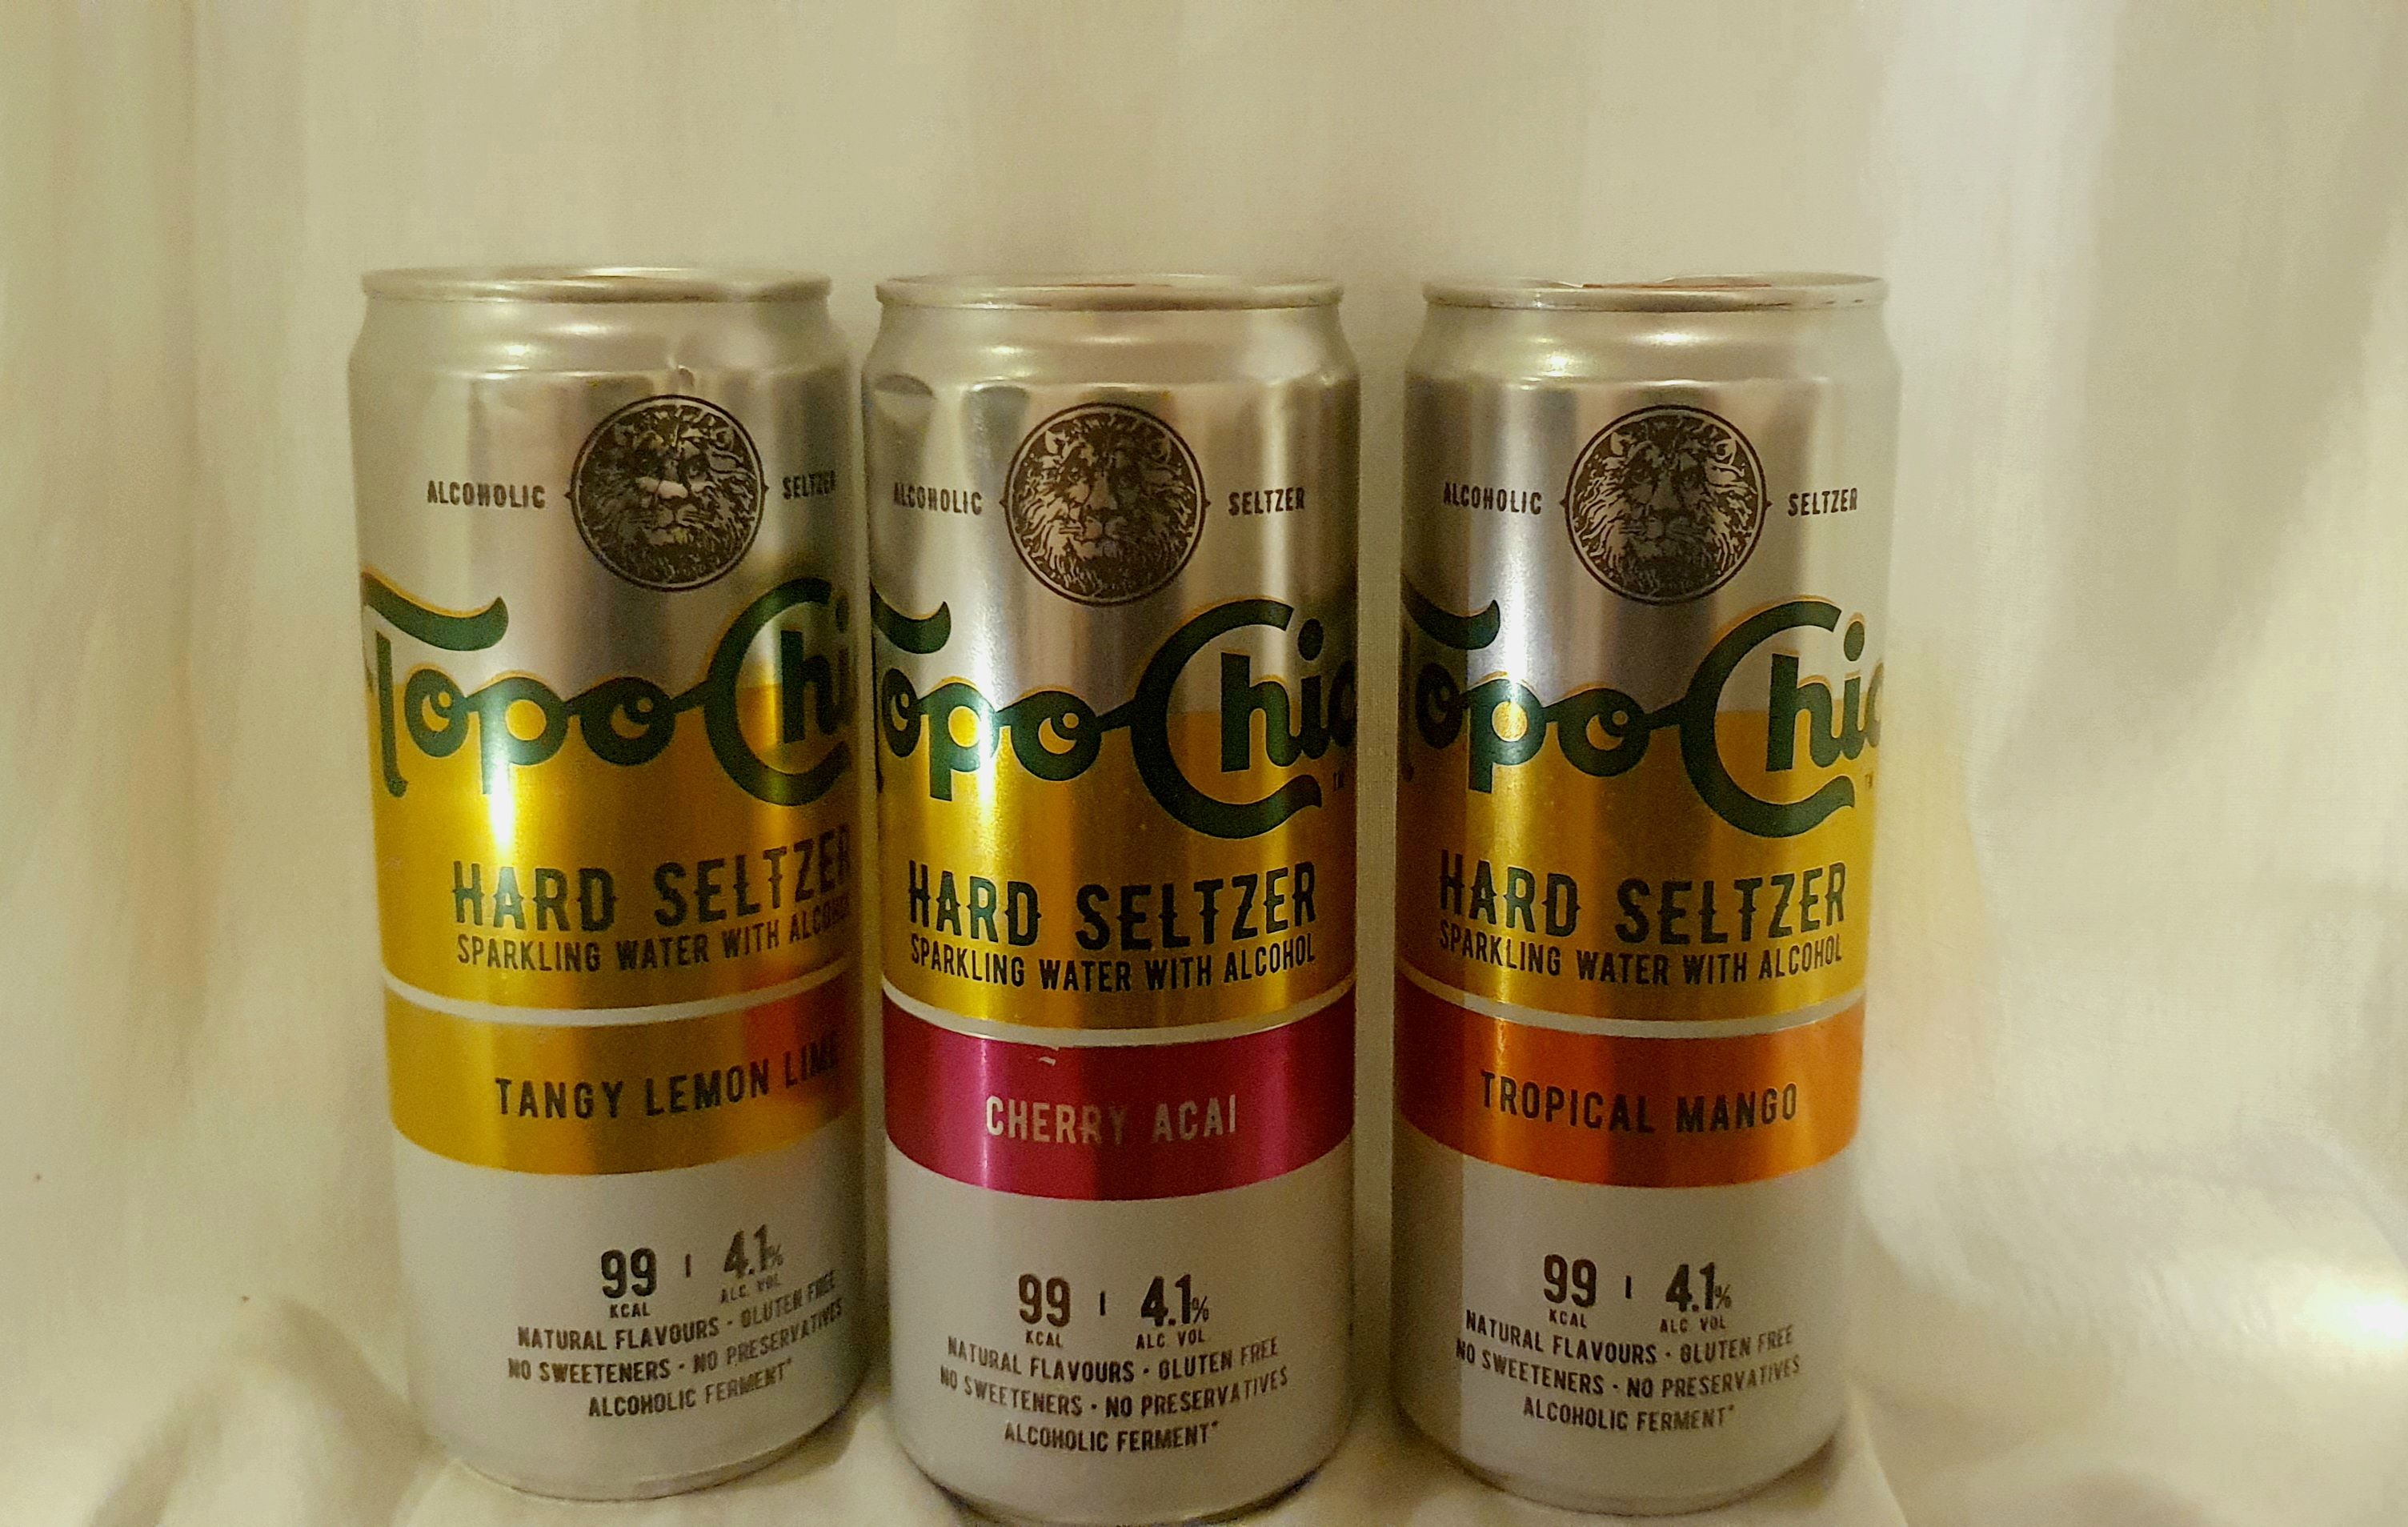 ALCOHOLIC SELTZER
Topo Chi
HARD SELTZER
SPARKLING WATER WITH ALCOHO
TANGY LEMON LIME
99 | 4.1%
KCAL ALC. VOL
NATURAL FLAVOURS · GLUTEN FREE
NO SWEETENERS · NO PRESERVATIVES
ALCOHOLIC FERMENT*
ALCOHOLIC SELTZER
Topo Chic
TM
HARD SELTZER
SPARKLING WATER WITH ALCOHOL
CHERRY ACAI
99 | 4.1%
KCAL ALC. VOL
NATURAL FLAVOURS · GLUTEN FREE
NO SWEETENERS · NO PRESERVATIVES
ALCOHOLIC FERMENT*
ALCOHOLIC SELTZER
Topo Chic
TM
HARD SELTZER
SPARKLING WATER WITH ALCOHOL
TROPICAL MANGO
99 | 4.1%
KCAL ALC. VOL
NATURAL FLAVOURS · GLUTEN FREE
NO SWEETENERS · NO PRESERVATIVES
ALCOHOLIC FERMENT*